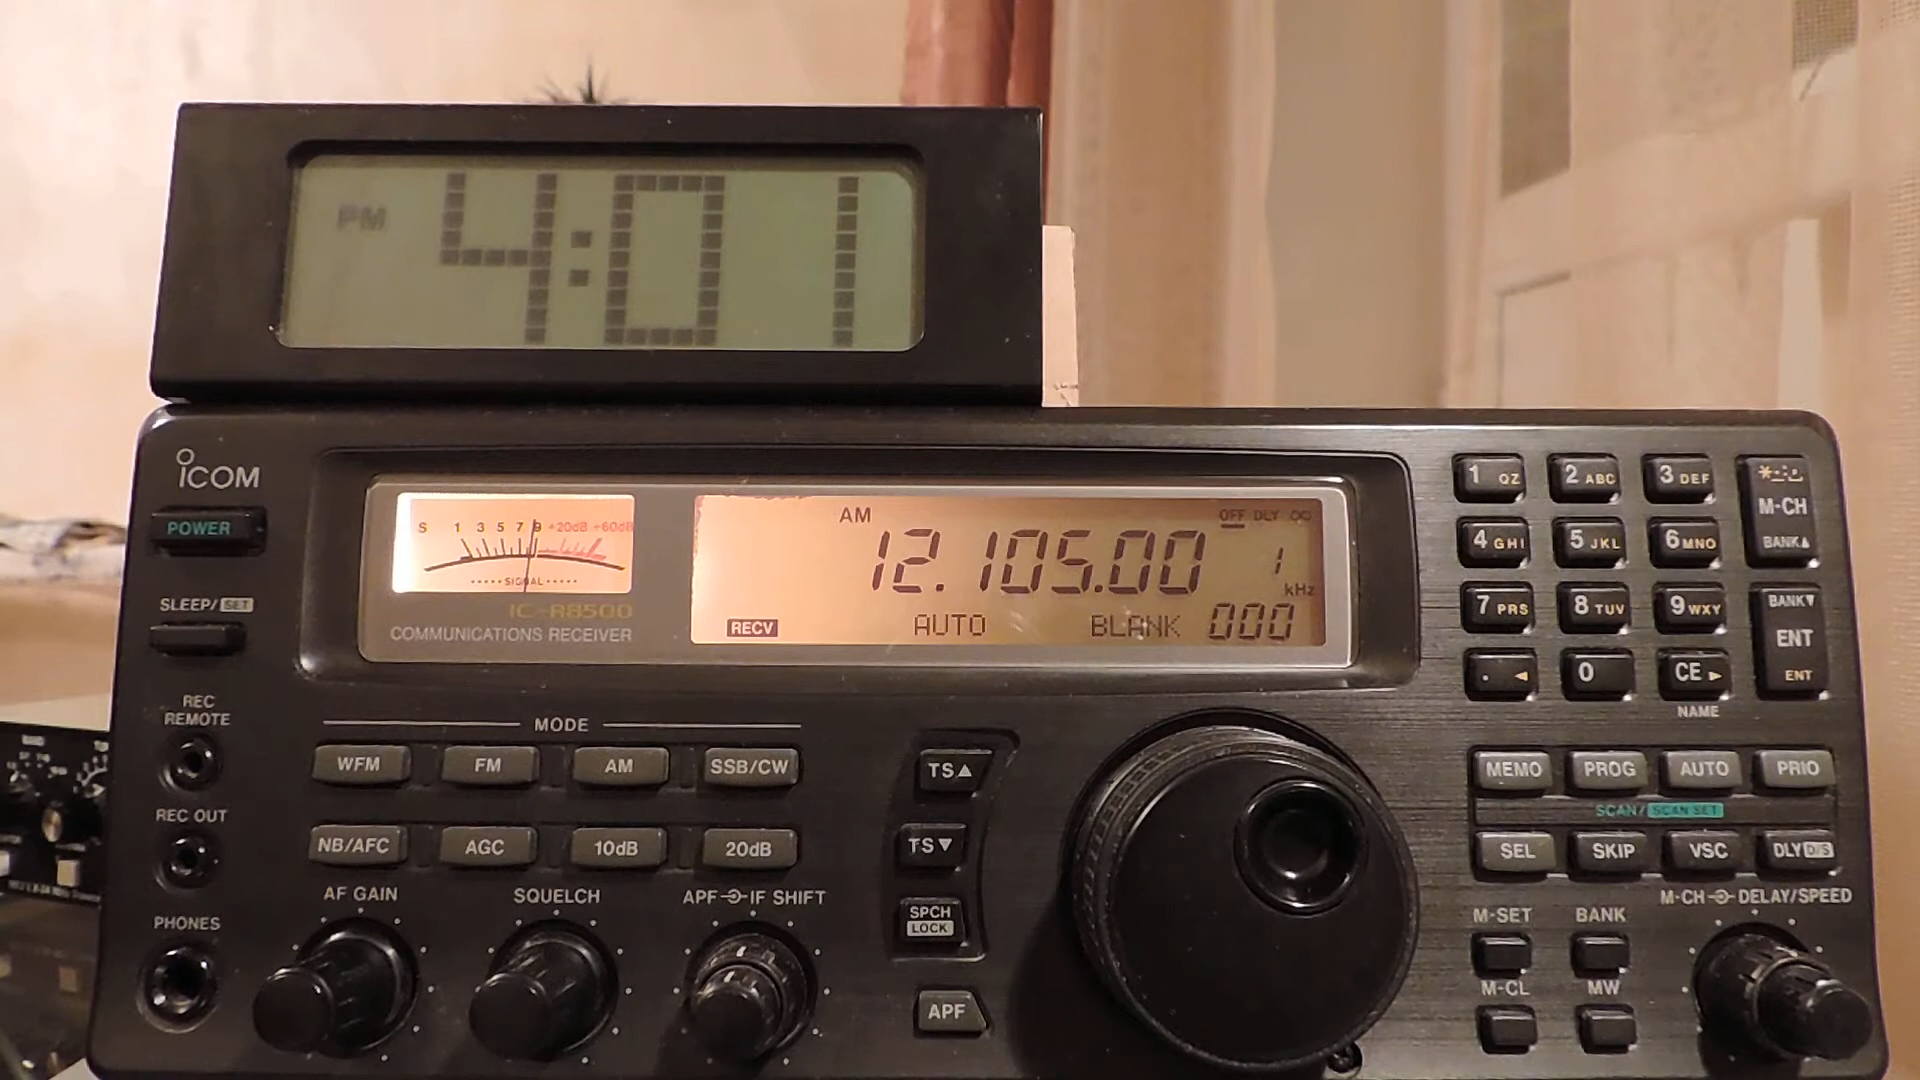 PM 4:01
ICOM
POWER
SLEEP/SET
REC
REMOTE
REC OUT
PHONES
S 1 3 5 7 9 +20dB +60dB
SIGNAL
IC-R8500
COMMUNICATIONS RECEIVER
AM
OFF DLY ∞
12.105.00 1
kHz
RECV AUTO BLANK 000
MODE
WFM FM AM SSB/CW
NB/AFC AGC 10dB 20dB
AF GAIN SQUELCH APF IF SHIFT
TS▲
TS▼
SPCH
LOCK
APF
1 QZ 2 ABC 3 DEF
M-CH
BANK▲
4 GHI 5 JKL 6 MNO
7 PRS 8 TUV 9 WXY
BANK▼
ENT
ENT
. ◄ 0 CE ►
NAME
MEMO PROG AUTO PRIO
SCAN/SCAN SET
SEL SKIP VSC DLY D/S
M-CH DELAY/SPEED
M-SET BANK
M-CL MW